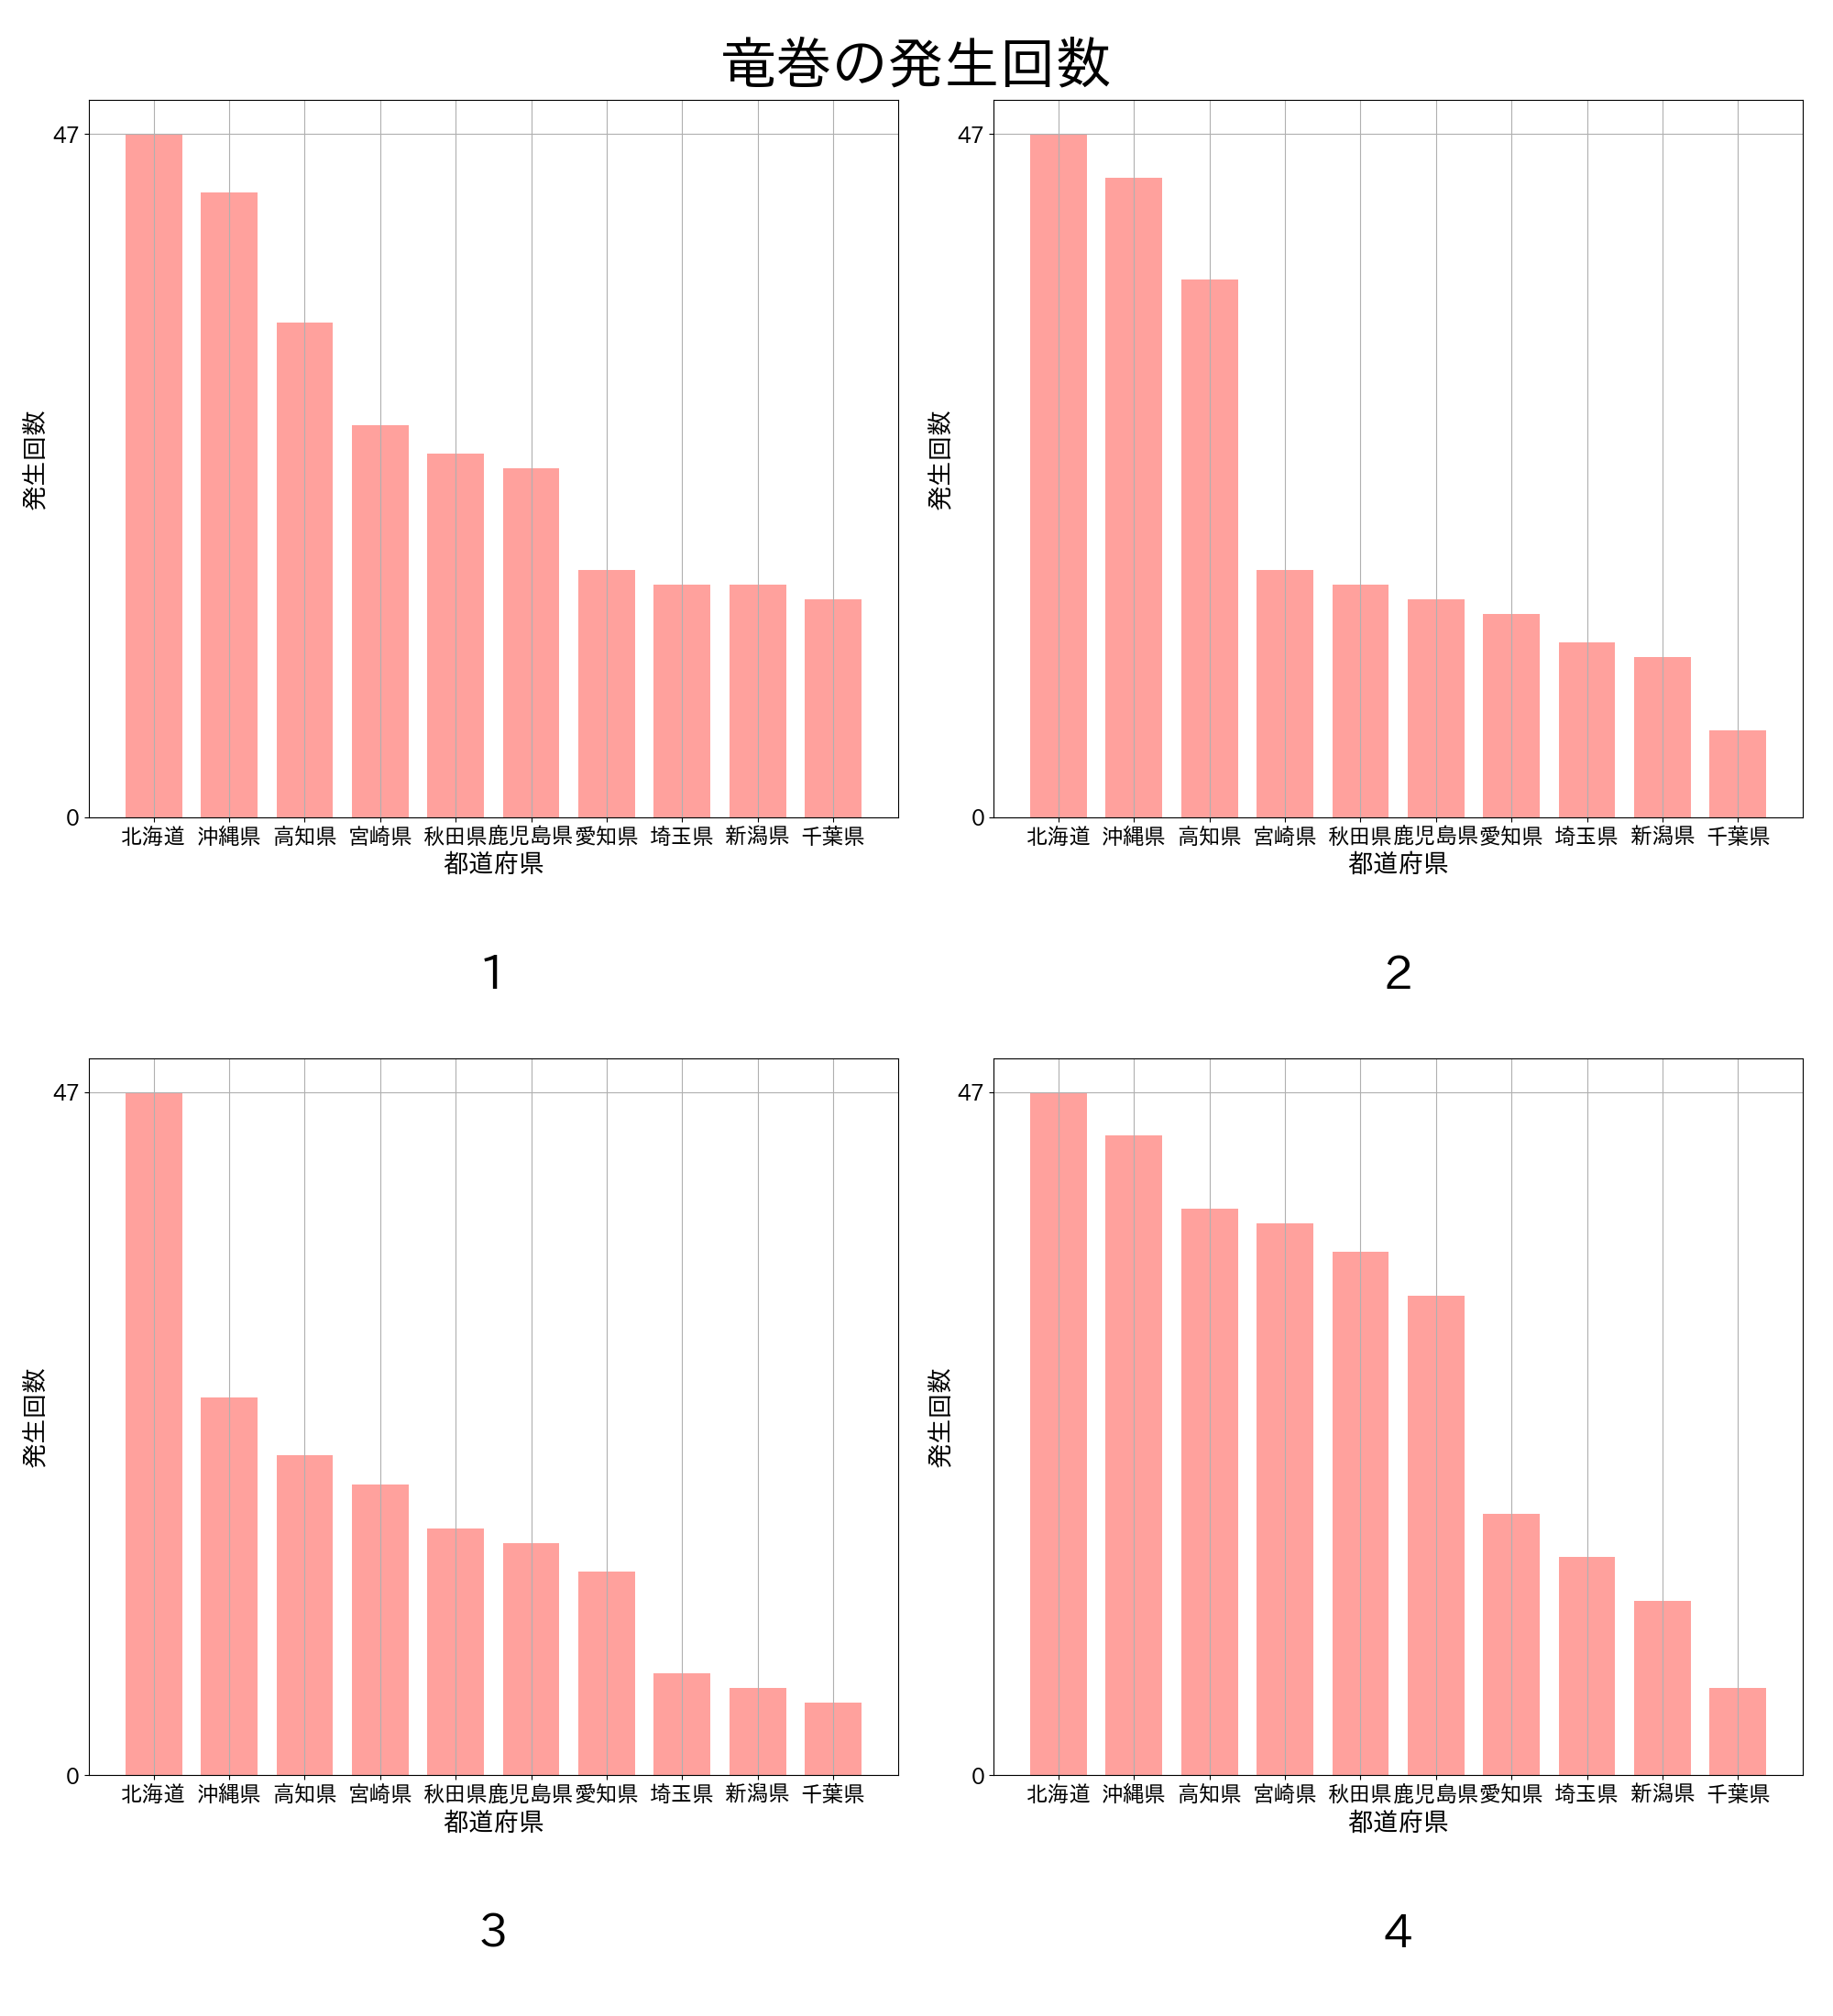 竜巻の発生回数
47
発生回数
0
北海道 沖縄県 高知県 宮崎県 秋田県 鹿児島県 愛知県 埼玉県 新潟県 千葉県
都道府県
1
47
発生回数
0
北海道 沖縄県 高知県 宮崎県 秋田県 鹿児島県 愛知県 埼玉県 新潟県 千葉県
都道府県
2
47
発生回数
0
北海道 沖縄県 高知県 宮崎県 秋田県 鹿児島県 愛知県 埼玉県 新潟県 千葉県
都道府県
3
47
発生回数
0
北海道 沖縄県 高知県 宮崎県 秋田県 鹿児島県 愛知県 埼玉県 新潟県 千葉県
都道府県
4